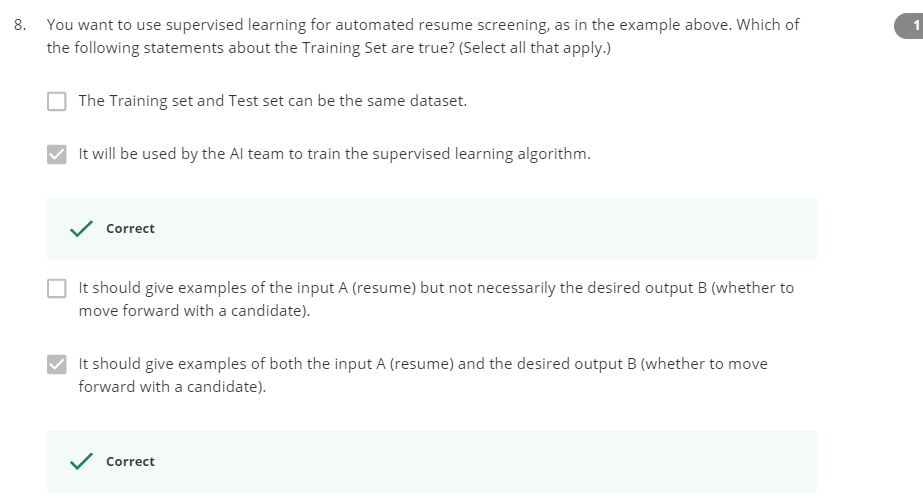 8. You want to use supervised learning for automated resume screening, as in the example above. Which of
the following statements about the Training Set are true? (Select all that apply.)
1
The Training set and Test set can be the same dataset.
It will be used by the AI team to train the supervised learning algorithm.
Correct
It should give examples of the input A (resume) but not necessarily the desired output B (whether to
move forward with a candidate).
It should give examples of both the input A (resume) and the desired output B (whether to move
forward with a candidate).
Correct